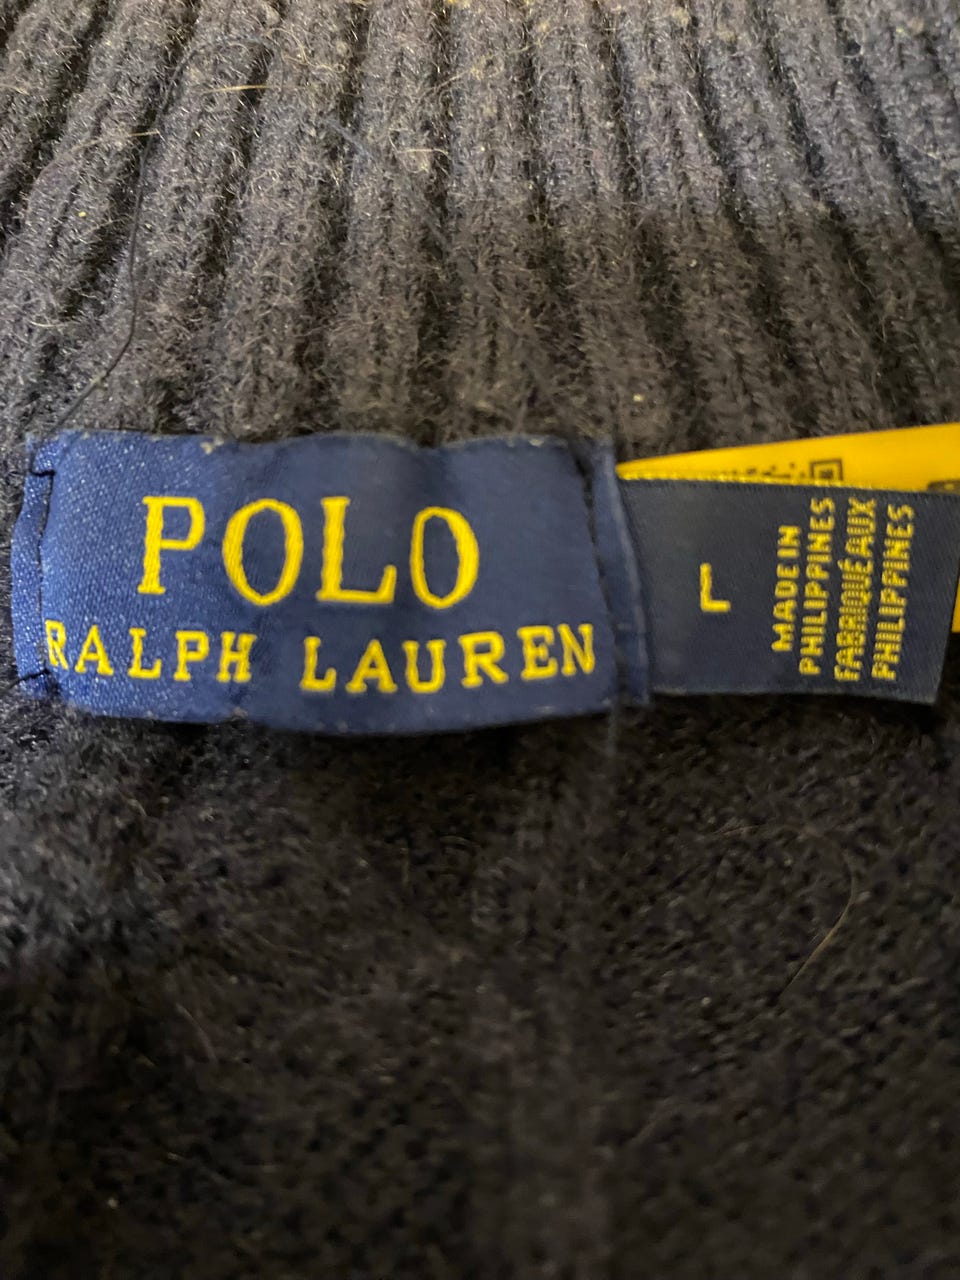 POLO
RALPH LAUREN
L
MADE IN
PHILIPPINES
FABRIQUÉ AUX
PHILIPPINES